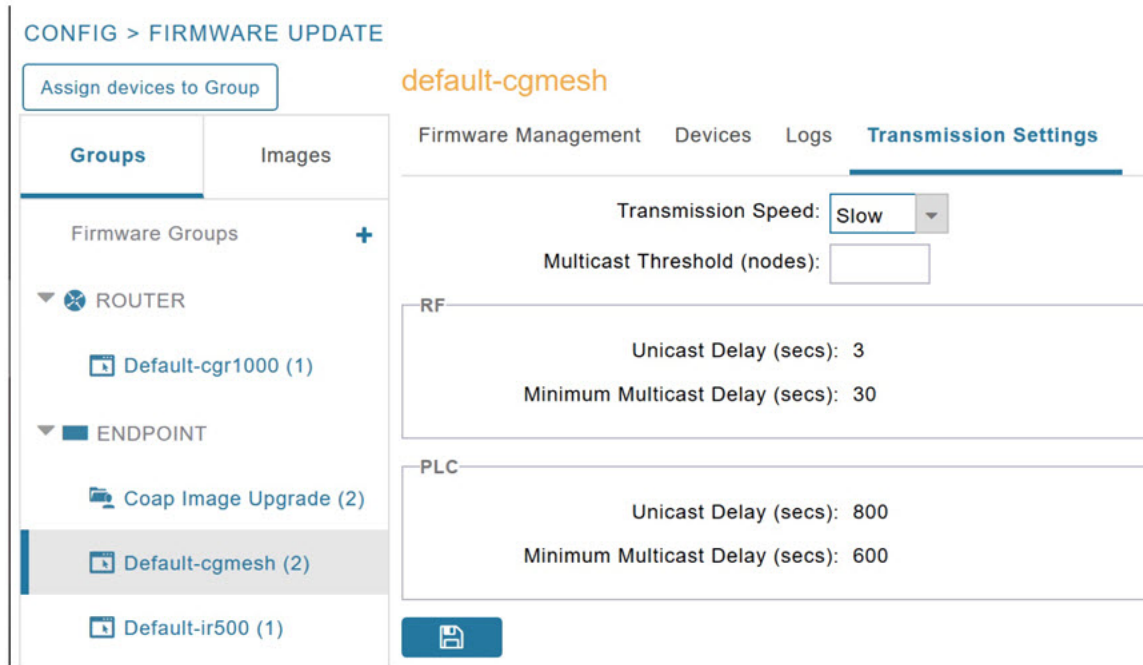 CONFIG > FIRMWARE UPDATE
Assign devices to Group
Groups
Images
Firmware Groups +
ROUTER
Default-cgr1000 (1)
ENDPOINT
Coap Image Upgrade (2)
Default-cgmesh (2)
Default-ir500 (1)
default-cgmesh
Firmware Management Devices Logs Transmission Settings
Transmission Speed: Slow
Multicast Threshold (nodes):
RF
Unicast Delay (secs): 3
Minimum Multicast Delay (secs): 30
PLC
Unicast Delay (secs): 800
Minimum Multicast Delay (secs): 600